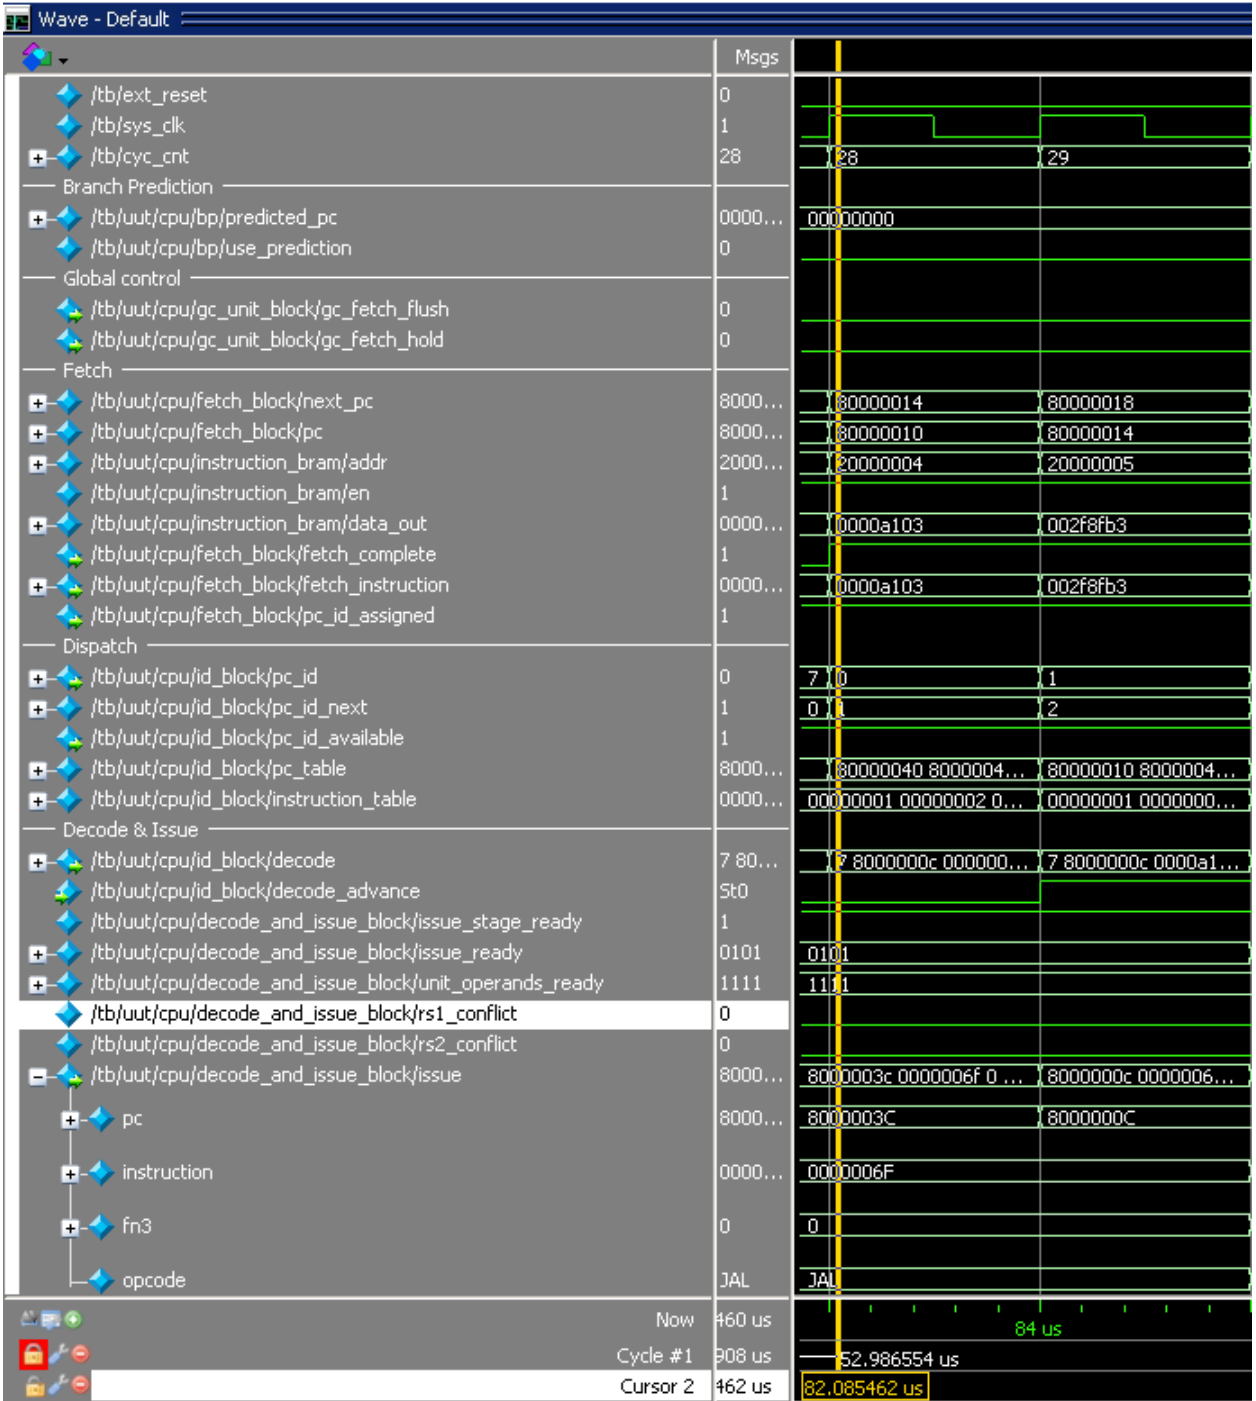 Wave - Default
Msgs
/tb/ext_reset 0
/tb/sys_clk 1
/tb/cyc_cnt 28 28 29
Branch Prediction
/tb/uut/cpu/bp/predicted_pc 0000... 00000000
/tb/uut/cpu/bp/use_prediction 0
Global control
/tb/uut/cpu/gc_unit_block/gc_fetch_flush 0
/tb/uut/cpu/gc_unit_block/gc_fetch_hold 0
Fetch
/tb/uut/cpu/fetch_block/next_pc 8000... 80000014 80000018
/tb/uut/cpu/fetch_block/pc 8000... 80000010 80000014
/tb/uut/cpu/instruction_bram/addr 2000... 20000004 20000005
/tb/uut/cpu/instruction_bram/en 1
/tb/uut/cpu/instruction_bram/data_out 0000... 0000a103 002f8fb3
/tb/uut/cpu/fetch_block/fetch_complete 1
/tb/uut/cpu/fetch_block/fetch_instruction 0000... 0000a103 002f8fb3
/tb/uut/cpu/fetch_block/pc_id_assigned 1
Dispatch
/tb/uut/cpu/id_block/pc_id 0 7 0 1
/tb/uut/cpu/id_block/pc_id_next 1 0 1 2
/tb/uut/cpu/id_block/pc_id_available 1
/tb/uut/cpu/id_block/pc_table 8000... 80000040 8000004... 80000010 8000004...
/tb/uut/cpu/id_block/instruction_table 0000... 00000001 00000002 0... 00000001 0000000...
Decode & Issue
/tb/uut/cpu/id_block/decode 7 80... 7 8000000c 000000... 7 8000000c 0000a1...
/tb/uut/cpu/id_block/decode_advance St0
/tb/uut/cpu/decode_and_issue_block/issue_stage_ready 1
/tb/uut/cpu/decode_and_issue_block/issue_ready 0101 0101
/tb/uut/cpu/decode_and_issue_block/unit_operands_ready 1111 1111
/tb/uut/cpu/decode_and_issue_block/rs1_conflict 0
/tb/uut/cpu/decode_and_issue_block/rs2_conflict 0
/tb/uut/cpu/decode_and_issue_block/issue 8000... 8000003c 0000006f 0 ... 8000000c 0000006...
pc 8000... 8000003C 8000000C
instruction 0000... 0000006F
fn3 0 0
opcode JAL JAL
Now 460 us 84 us
Cycle #1 908 us 52.986554 us
Cursor 2 462 us 82.085462 us